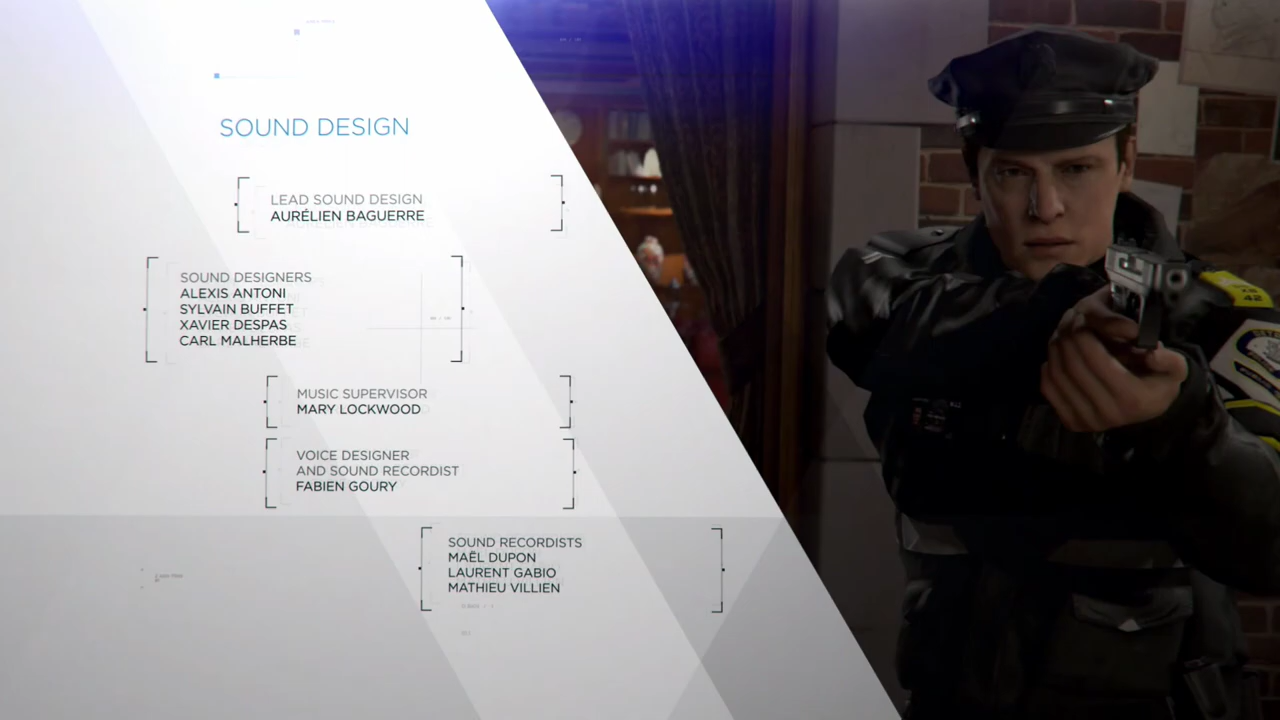 SOUND DESIGN
LEAD SOUND DESIGN
AURÉLIEN BAGUERRE
SOUND DESIGNERS
ALEXIS ANTONI
SYLVAIN BUFFET
XAVIER DESPAS
CARL MALHERBE
MUSIC SUPERVISOR
MARY LOCKWOOD
VOICE DESIGNER
AND SOUND RECORDIST
FABIEN GOURY
SOUND RECORDISTS
MAËL DUPON
LAURENT GABIO
MATHIEU VILLIEN
42